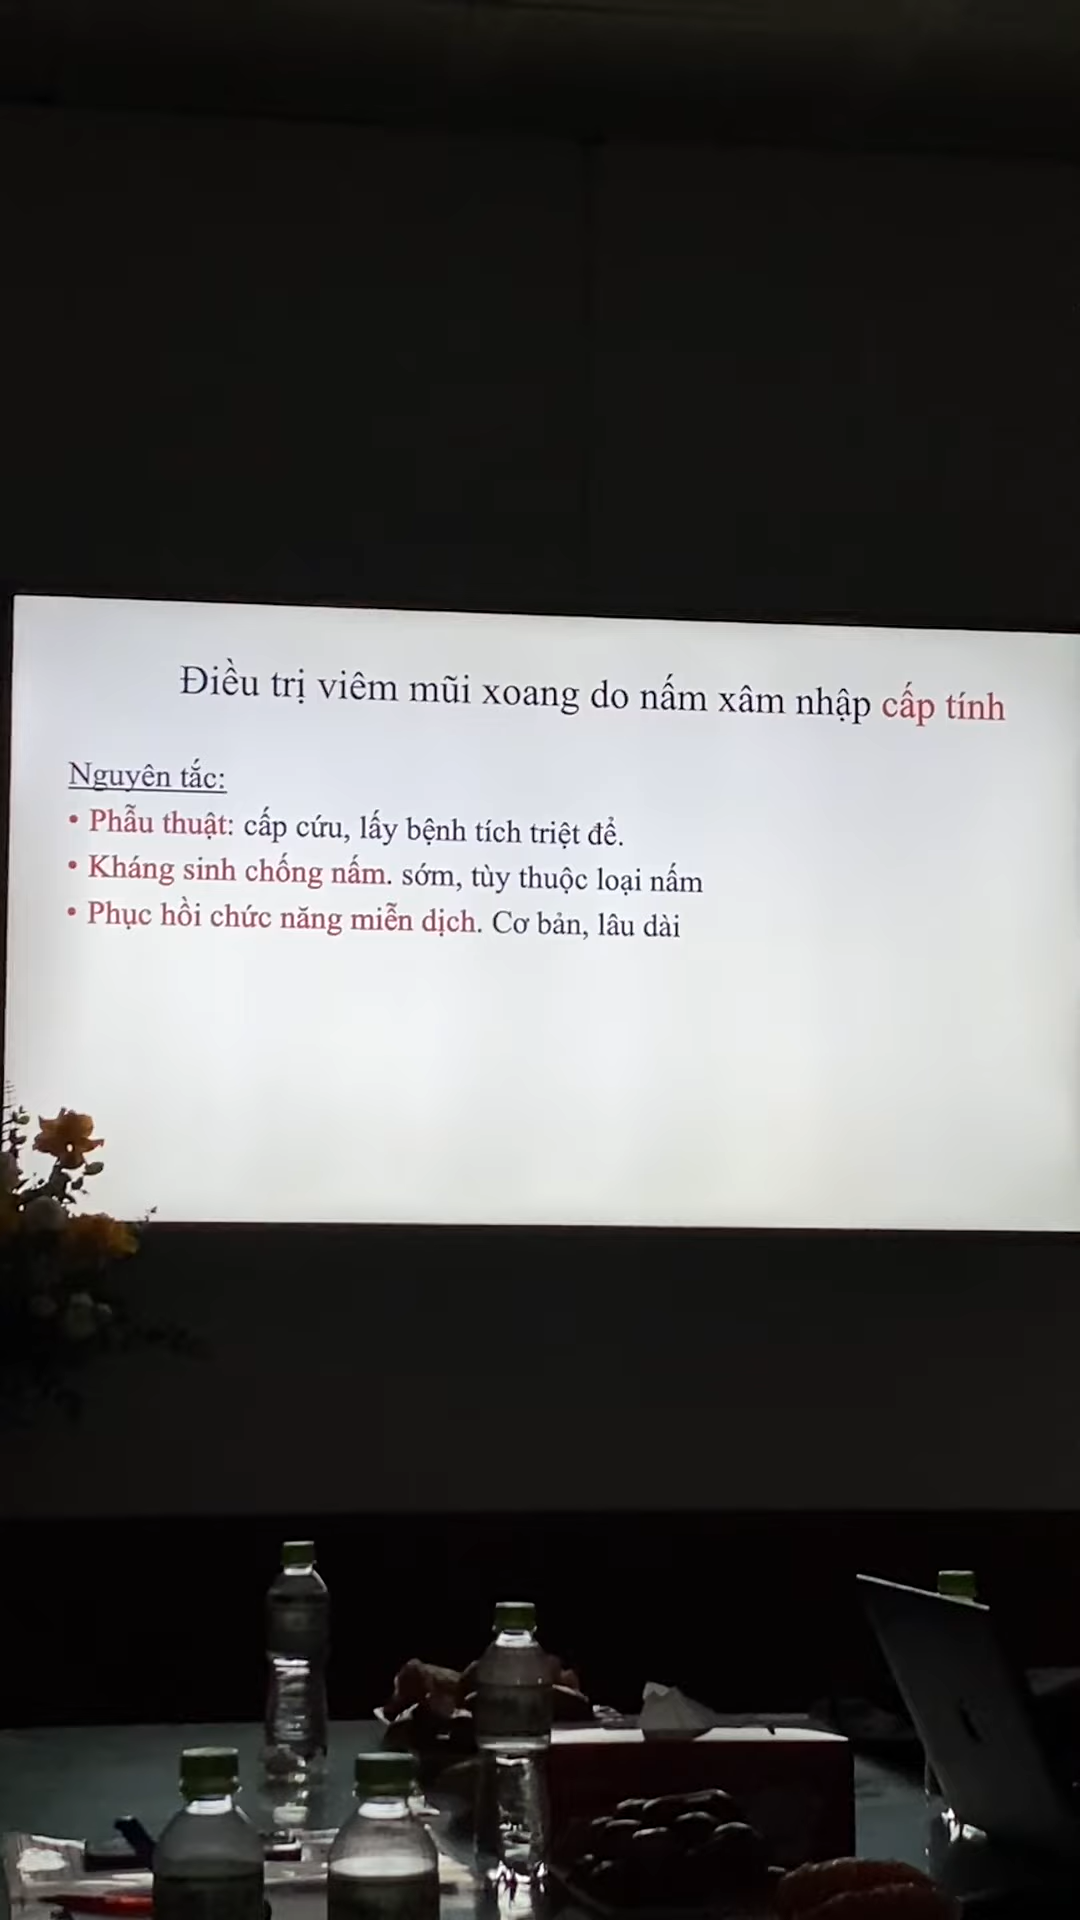 Điều trị viêm mũi xoang do nấm xâm nhập cấp tính
Nguyên tắc:
• Phẫu thuật: cấp cứu, lấy bệnh tích triệt để.
• Kháng sinh chống nấm. sớm, tùy thuộc loại nấm
• Phục hồi chức năng miễn dịch. Cơ bản, lâu dài